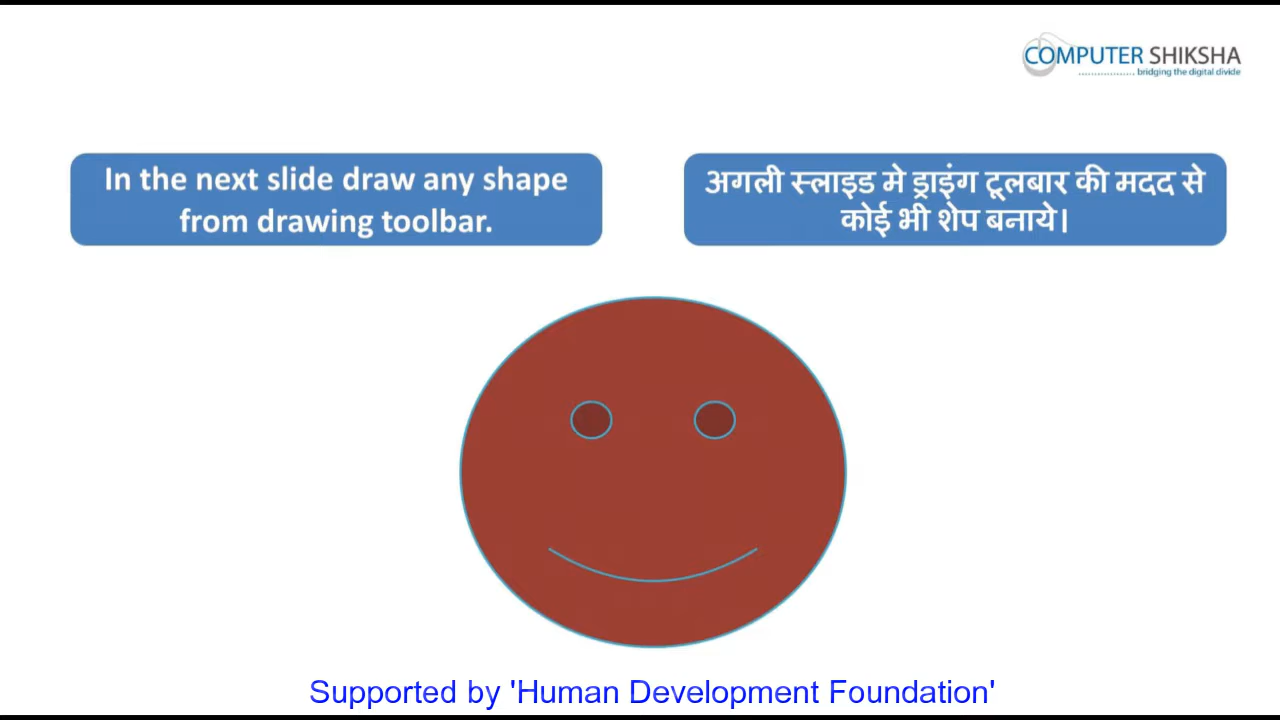 COMPUTER SHIKSHA
bridging the digital divide
In the next slide draw any shape
from drawing toolbar.
अगली स्लाइड मे ड्राइंग टूलबार की मदद से
कोई भी शेप बनाये।
Supported by 'Human Development Foundation'